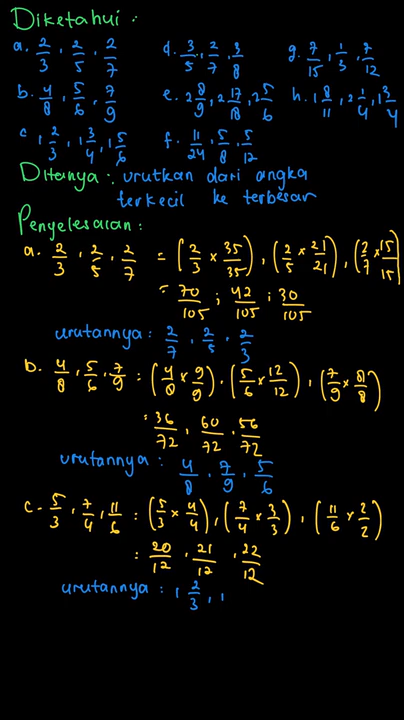 Diketahui :
a. 2/3, 2/5, 2/7 d. 3/5, 2/7, 3/8 g. 7/15, 1/3, 7/12
b. 4/8, 5/6, 7/9 e. 2 8/9, 2 17/18, 2 5/6 h. 1 8/11, 2 1/4, 1 3/4
c. 1 2/3, 1 3/4, 1 5/6 f. 11/24, 5/8, 5/12
Ditanya : urutkan dari angka
terkecil ke terbesar
Penyelesaian :
a. 2/3, 2/5, 2/7 = (2/3 × 35/35), (2/5 × 21/21), (2/7 × 15/15)
= 70/105 ; 42/105 ; 30/105
urutannya : 2/7, 2/5, 2/3
b. 4/8, 5/6, 7/9 = (4/8 × 9/9), (5/6 × 12/12), (7/9 × 8/8)
= 36/72, 60/72, 56/72
urutannya : 4/8, 7/9, 5/6
c. 5/3, 7/4, 11/6 = (5/3 × 4/4), (7/4 × 3/3), (11/6 × 2/2)
= 20/12, 21/12, 22/12
urutannya : 1 2/3, 1